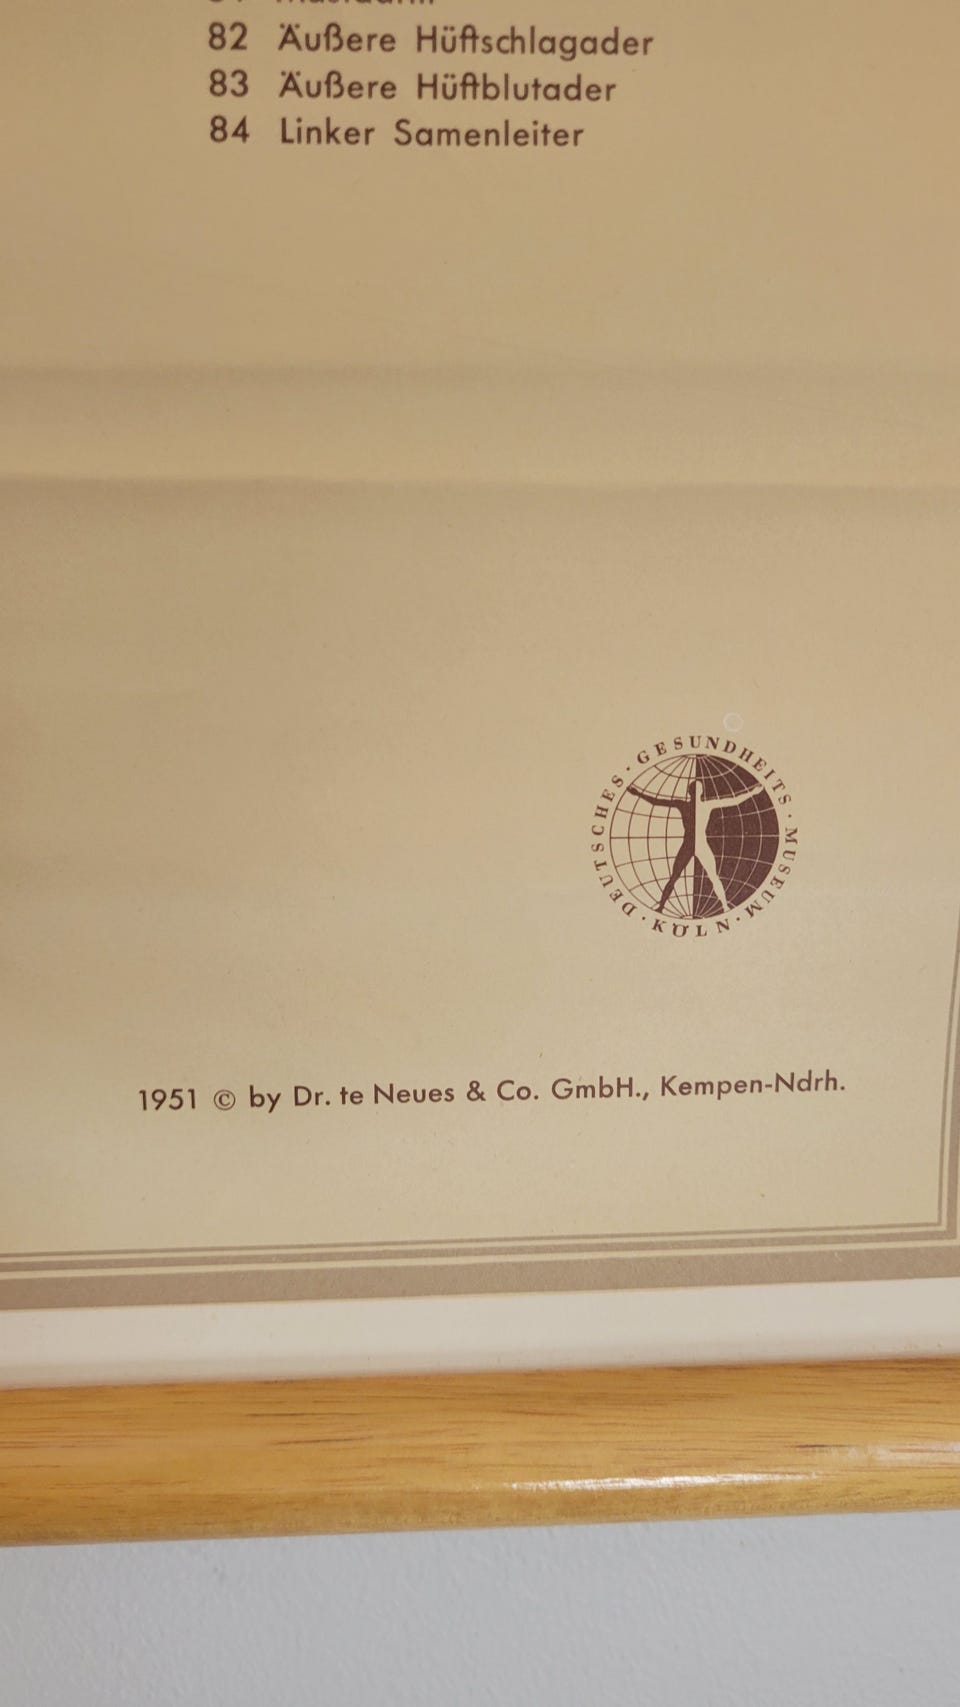 82 Äußere Hüftschlagader
83 Äußere Hüftblutader
84 Linker Samenleiter
DEUTSCHES · GESUNDHEITS · MUSEUM · KÖLN ·
1951 © by Dr. te Neues & Co. GmbH., Kempen-Ndrh.